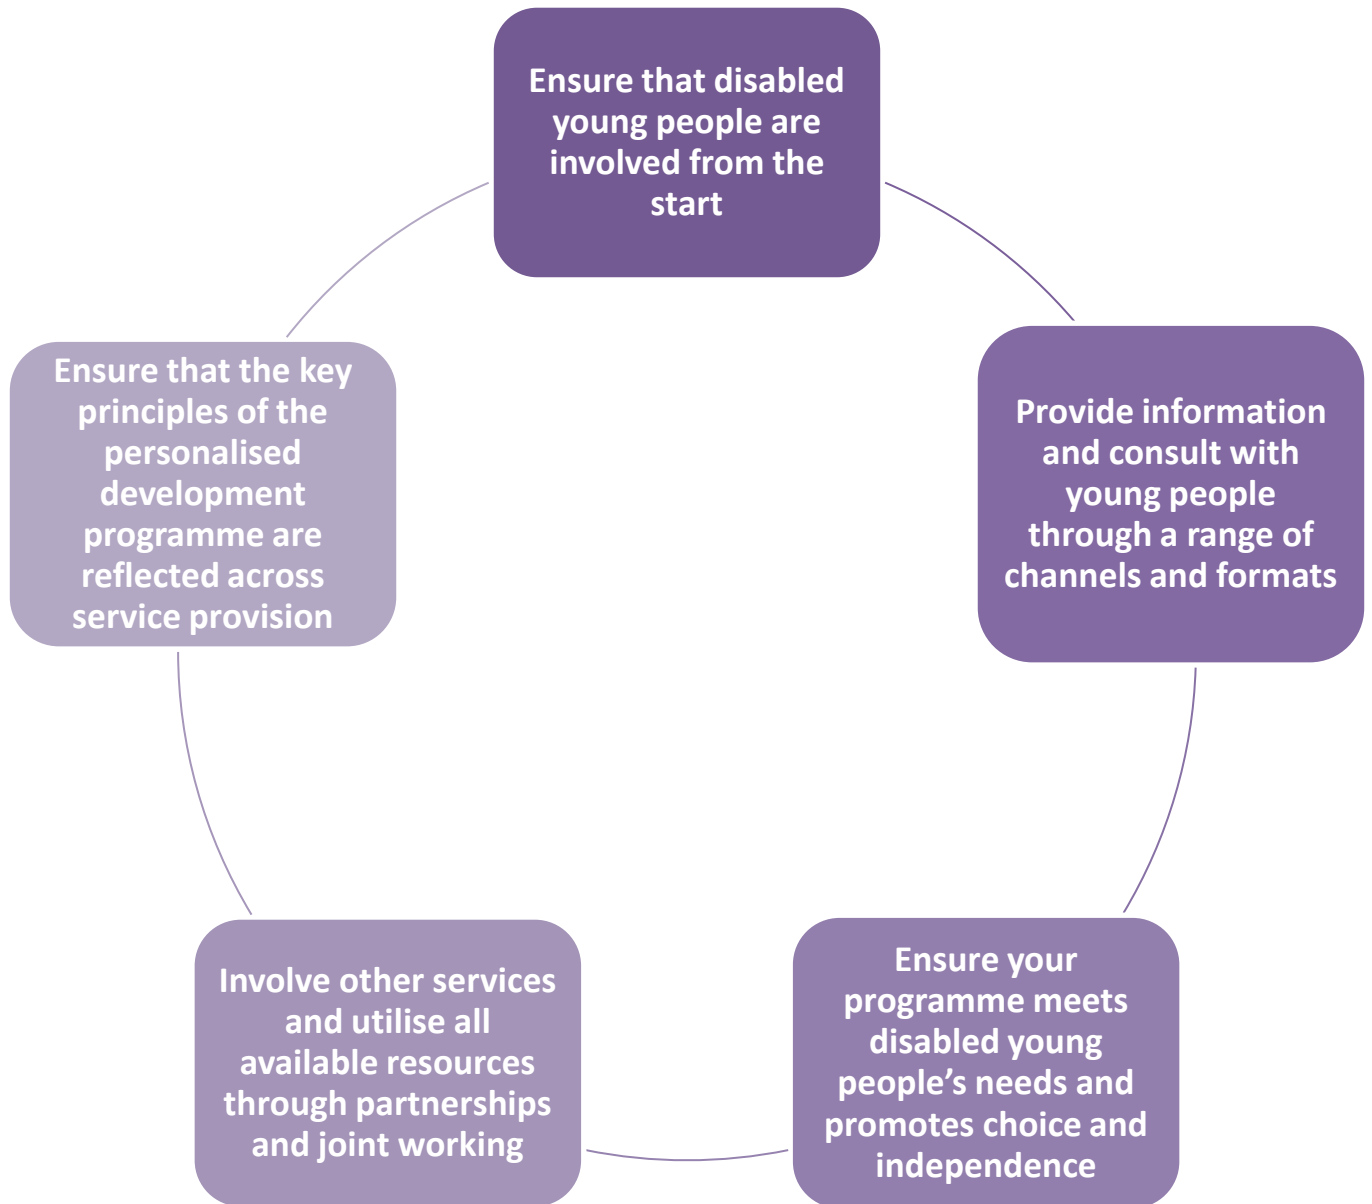 Ensure that disabled
young people are
involved from the
start
Provide information
and consult with
young people
through a range of
channels and formats
Ensure your
programme meets
disabled young
people’s needs and
promotes choice and
independence
Involve other services
and utilise all
available resources
through partnerships
and joint working
Ensure that the key
principles of the
personalised
development
programme are
reflected across
service provision